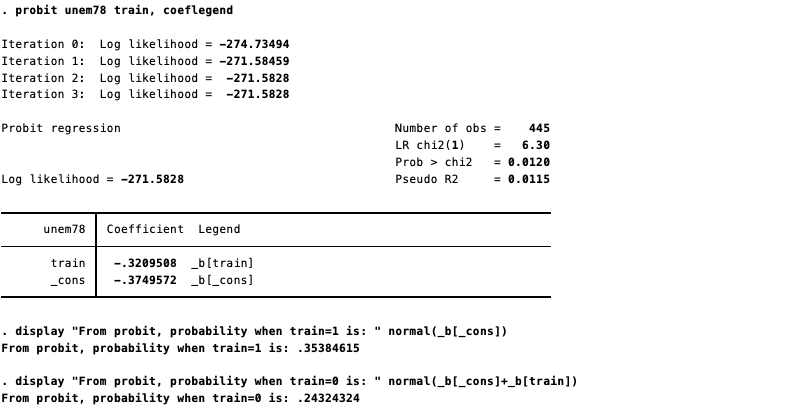 . probit unem78 train, coeflegend
Iteration 0:  Log likelihood = -274.73494
Iteration 1:  Log likelihood = -271.58459
Iteration 2:  Log likelihood =  -271.5828
Iteration 3:  Log likelihood =  -271.5828
Probit regression                                       Number of obs =    445
                                                        LR chi2(1)    =   6.30
                                                        Prob > chi2   = 0.0120
Log likelihood = -271.5828                              Pseudo R2     = 0.0115
unem78   Coefficient  Legend
train    -.3209508  _b[train]
_cons    -.3749572  _b[_cons]
. display "From probit, probability when train=1 is: " normal(_b[_cons])
From probit, probability when train=1 is: .35384615
. display "From probit, probability when train=0 is: " normal(_b[_cons]+_b[train])
From probit, probability when train=0 is: .24324324